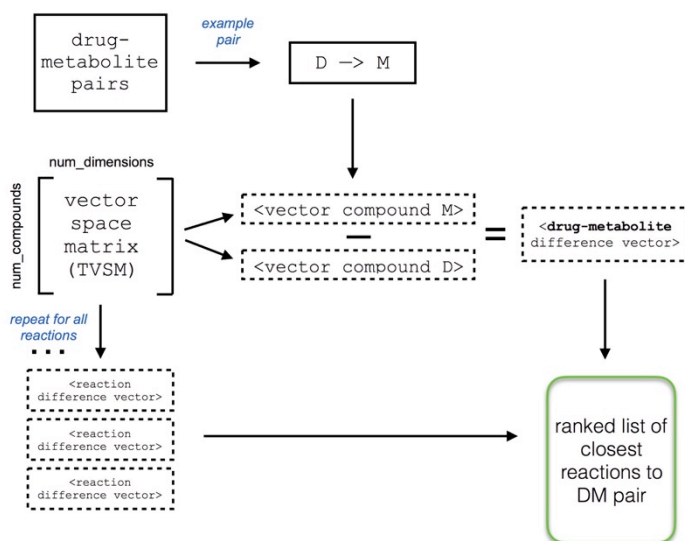 drug-
metabolite
pairs
example
pair
D —> M
num_dimensions
num_compounds
vector
space
matrix
(TVSM)
<vector compound M>
—
<vector compound D>
=
<drug-metabolite
difference vector>
repeat for all
reactions
...
<reaction
difference vector>
<reaction
difference vector>
<reaction
difference vector>
ranked list of
closest
reactions to
DM pair